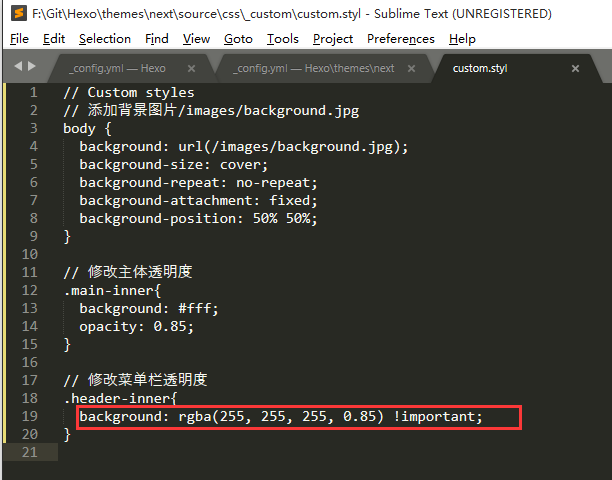 F:\Git\Hexo\themes\next\source\css\_custom\custom.styl - Sublime Text (UNREGISTERED)
File Edit Selection Find View Goto Tools Project Preferences Help
_config.yml — Hexo × _config.yml — Hexo\themes\next × custom.styl ×
1 // Custom styles
2 // 添加背景图片/images/background.jpg
3 body {
4 background: url(/images/background.jpg);
5 background-size: cover;
6 background-repeat: no-repeat;
7 background-attachment: fixed;
8 background-position: 50% 50%;
9 }
10
11 // 修改主体透明度
12 .main-inner{
13 background: #fff;
14 opacity: 0.85;
15 }
16
17 // 修改菜单栏透明度
18 .header-inner{
19 background: rgba(255, 255, 255, 0.85) !important;
20 }
21